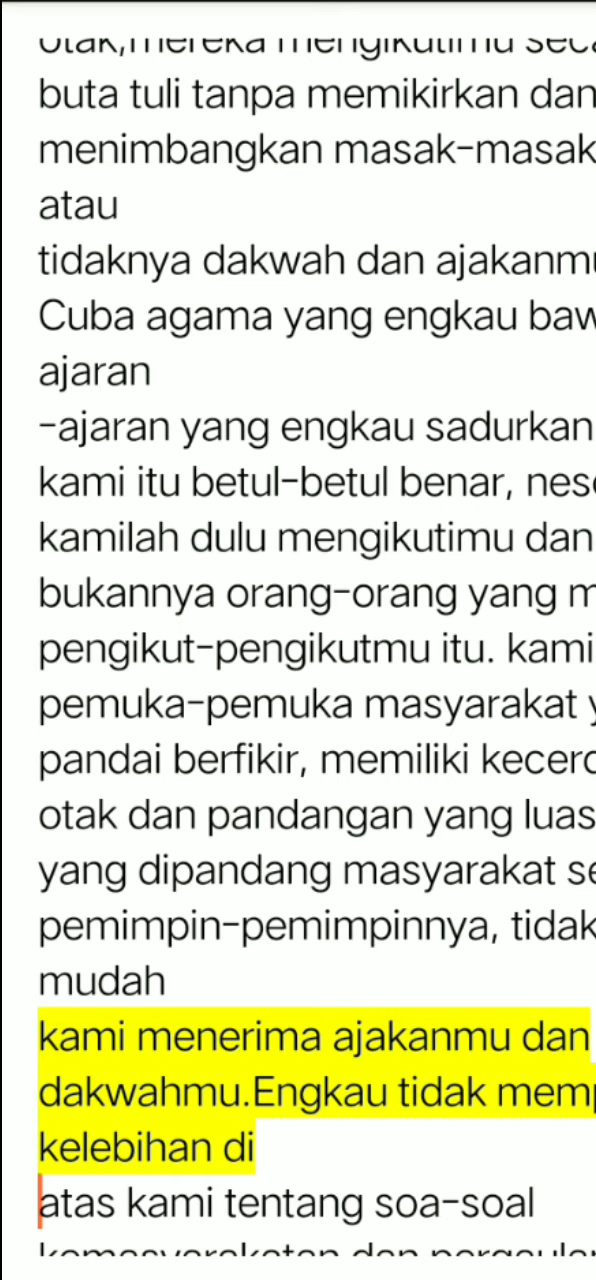 buta tuli tanpa memikirkan dan
menimbangkan masak-masak
atau
tidaknya dakwah dan
Cuba agama yang engkau
ajaran
-ajaran yang engkau sadurkan
kami itu betul-betul benar,
kamilah dulu mengikutimu dan
bukannya orang-orang yang
pengikut-pengikutmu itu. kami
pemuka-pemuka masyarakat
pandai berfikir, memiliki
otak dan pandangan yang luas
yang dipandang masyarakat
pemimpin-pemimpinnya, tidak
mudah
kami menerima ajakanmu dan
dakwahmu.Engkau tidak
kelebihan di
atas kami tentang soa-soal